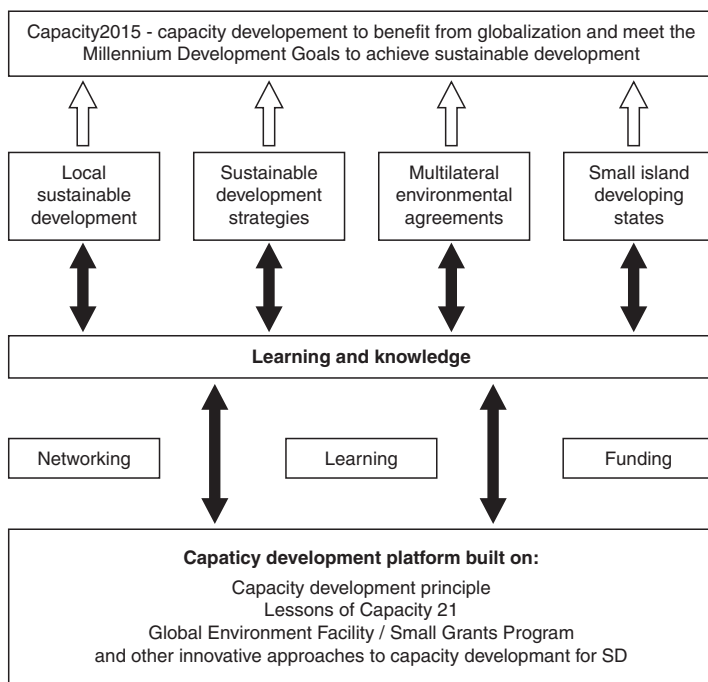 Capacity2015 - capacity developement to benefit from globalization and meet the
Millennium Development Goals to achieve sustainable development
Local
sustainable
development
Sustainable
development
strategies
Multilateral
environmental
agreements
Small island
developing
states
Learning and knowledge
Networking
Learning
Funding
Capaticy development platform built on:
Capacity development principle
Lessons of Capacity 21
Global Environment Facility / Small Grants Program
and other innovative approaches to capacity developmant for SD